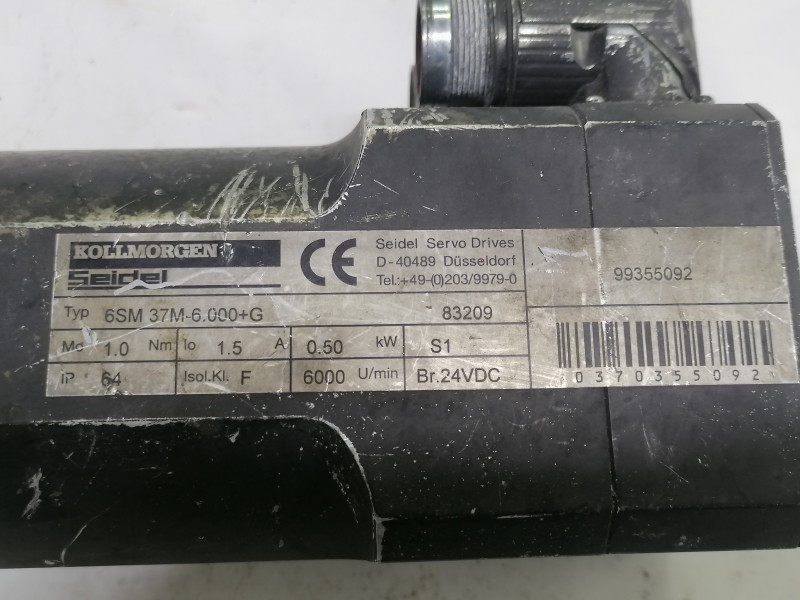 KOLLMORGEN
Seidel
CE
Seidel Servo Drives
D-40489 Düsseldorf
Tel.:+49-(0)203/9979-0
99355092
Typ 6SM 37M-6.000+G 83209
Mo 1.0 Nm Io 1.5 A 0.50 kW S1
IP 64 Isol.Kl. F 6000 U/min Br.24VDC
0370355092